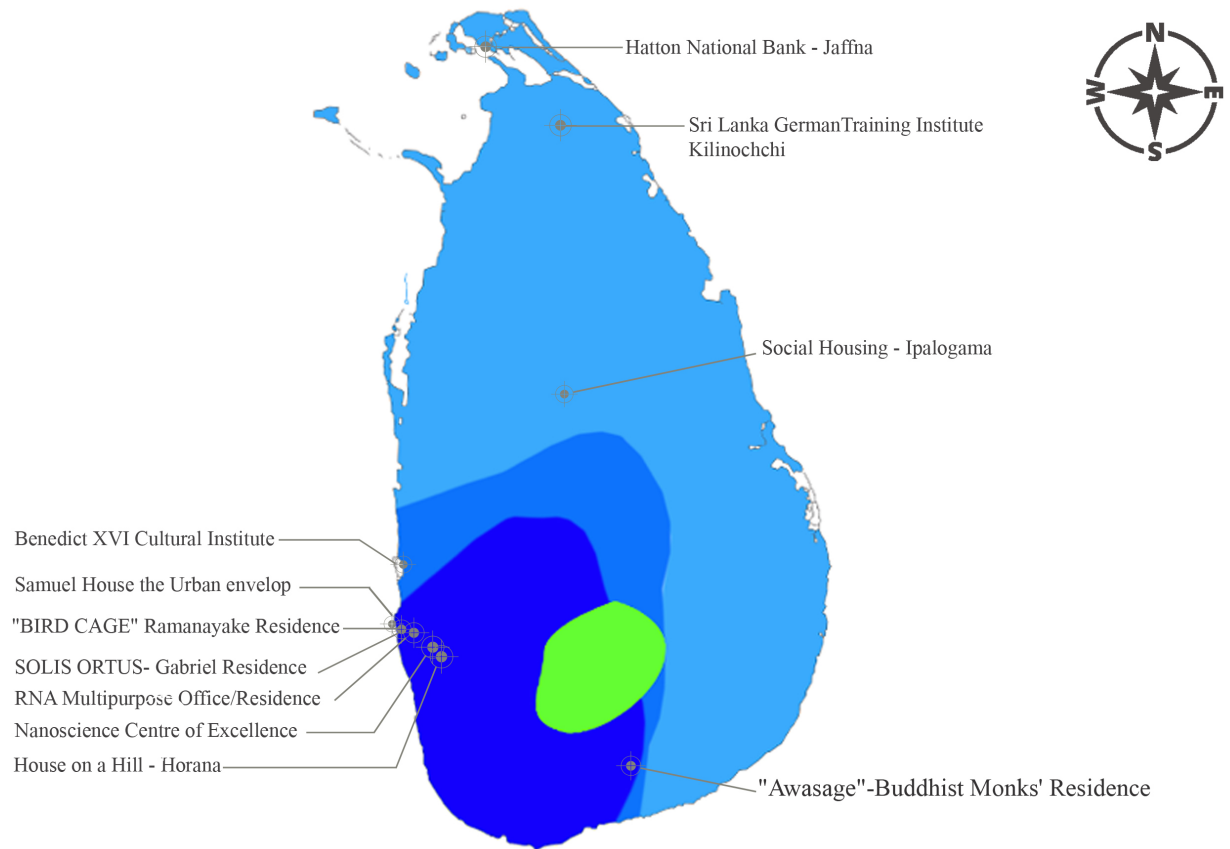 Hatton National Bank - Jaffna
N
W
E
S
Sri Lanka GermanTraining Institute
Kilinochchi
Social Housing - Ipalogama
Benedict XVI Cultural Institute
Samuel House the Urban envelop
"BIRD CAGE" Ramanayake Residence
SOLIS ORTUS- Gabriel Residence
RNA Multipurpose Office/Residence
Nanoscience Centre of Excellence
House on a Hill - Horana
"Awasage"-Buddhist Monks' Residence